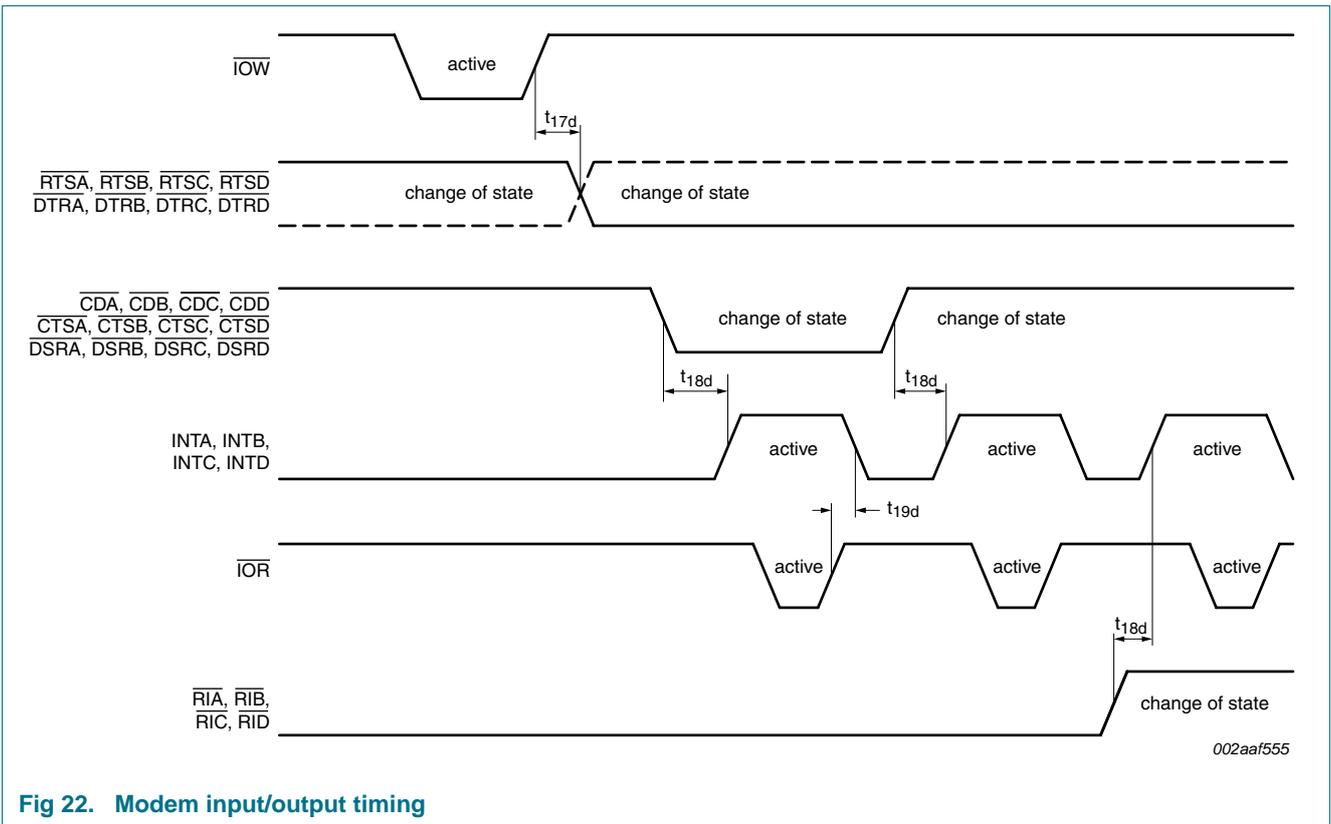 IOW
active
t17d
RTSA, RTSB, RTSC, RTSD
DTRA, DTRB, DTRC, DTRD
change of state
change of state
CDA, CDB, CDC, CDD
CTSA, CTSB, CTSC, CTSD
DSRA, DSRB, DSRC, DSRD
change of state
change of state
t18d
t18d
INTA, INTB,
INTC, INTD
active
active
active
t19d
IOR
active
active
active
t18d
RIA, RIB,
RIC, RID
change of state
002aaf555
Fig 22. Modem input/output timing